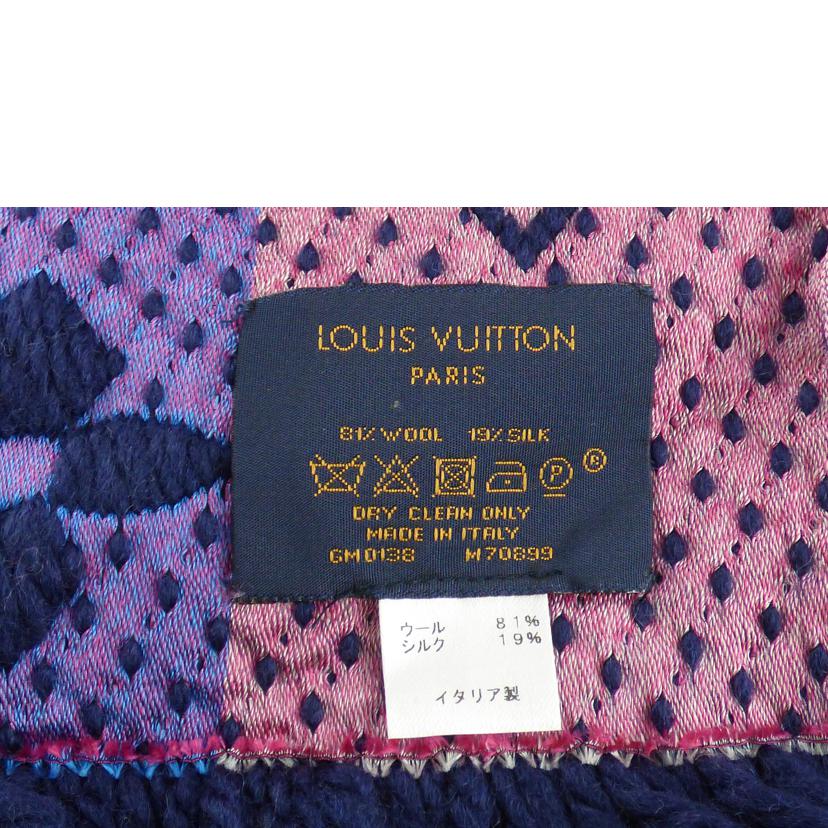 LOUIS VUITTON
PARIS
81% WOOL 19% SILK
P ®
DRY CLEAN ONLY
MADE IN ITALY
GM0138 M70899
ウール 81%
シルク 19%
イタリア製